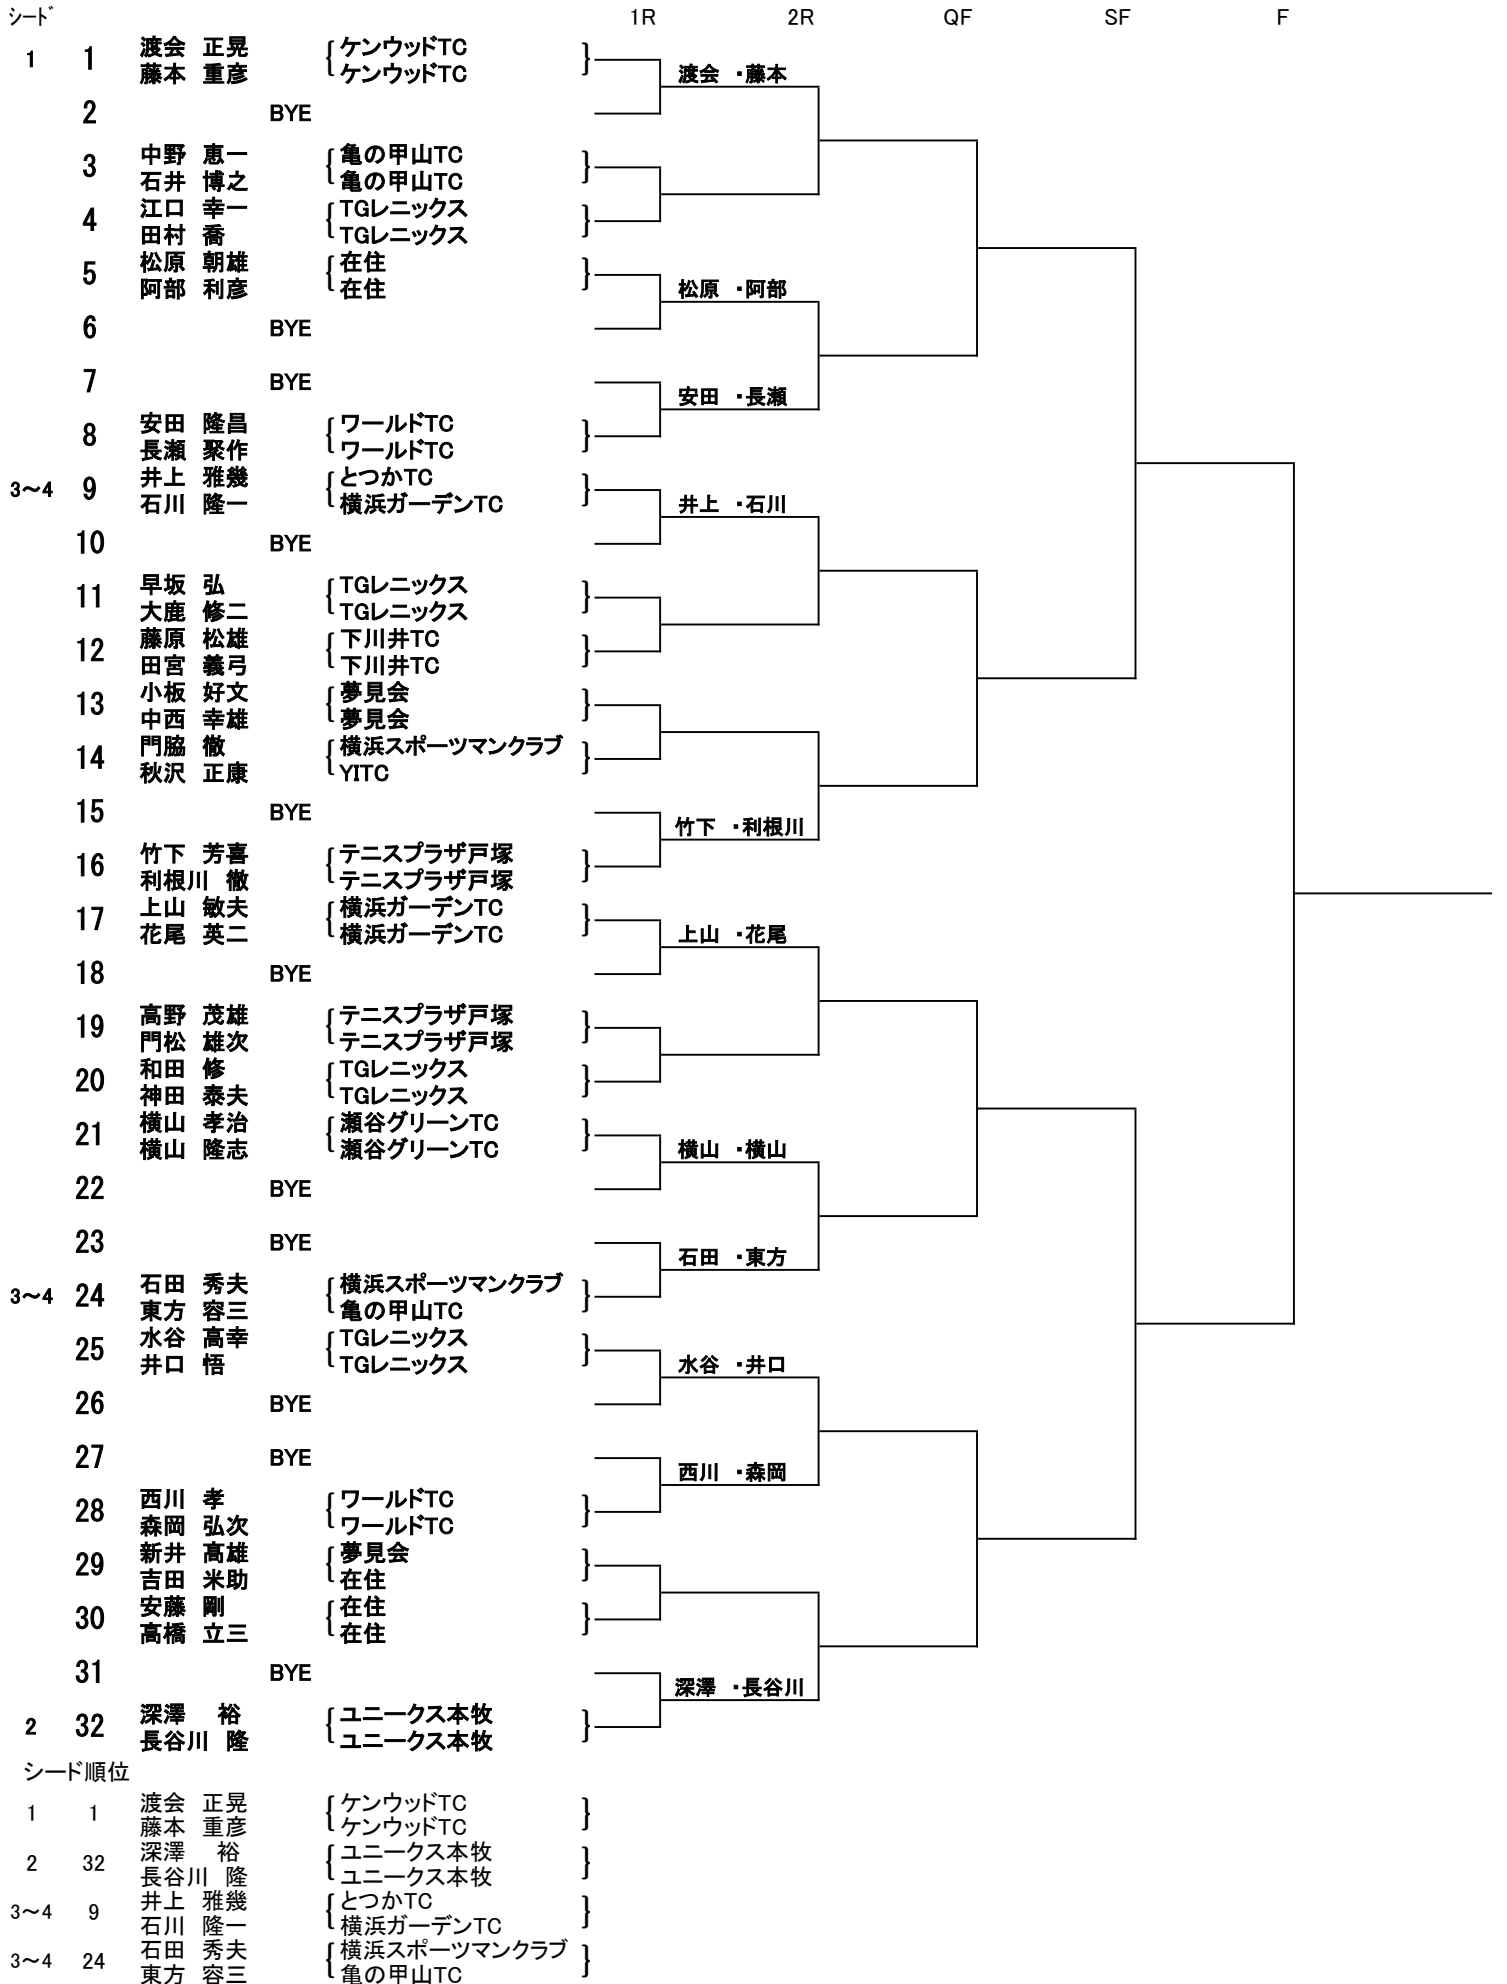 ｼｰﾄﾞ 1R 2R QF SF F
1 1 渡会 正晃 ケンウッドTC
藤本 重彦 ケンウッドTC
渡会 ・藤本
2 BYE
3 中野 恵一 亀の甲山TC
石井 博之 亀の甲山TC
4 江口 幸一 TGレニックス
田村 喬 TGレニックス
5 松原 朝雄 在住
阿部 利彦 在住
松原 ・阿部
6 BYE
7 BYE
安田 ・長瀬
8 安田 隆昌 ワールドTC
長瀬 聚作 ワールドTC
3～4 9 井上 雅幾 とつかTC
石川 隆一 横浜ガーデンTC
井上 ・石川
10 BYE
11 早坂 弘 TGレニックス
大鹿 修二 TGレニックス
12 藤原 松雄 下川井TC
田宮 義弓 下川井TC
13 小板 好文 夢見会
中西 幸雄 夢見会
14 門脇 徹 横浜スポーツマンクラブ
秋沢 正康 YITC
15 BYE
竹下 ・利根川
16 竹下 芳喜 テニスプラザ戸塚
利根川 徹 テニスプラザ戸塚
17 上山 敏夫 横浜ガーデンTC
花尾 英二 横浜ガーデンTC
上山 ・花尾
18 BYE
19 高野 茂雄 テニスプラザ戸塚
門松 雄次 テニスプラザ戸塚
20 和田 修 TGレニックス
神田 泰夫 TGレニックス
21 横山 孝治 瀬谷グリーンTC
横山 隆志 瀬谷グリーンTC
横山 ・横山
22 BYE
23 BYE
石田 ・東方
3～4 24 石田 秀夫 横浜スポーツマンクラブ
東方 容三 亀の甲山TC
25 水谷 高幸 TGレニックス
井口 悟 TGレニックス
水谷 ・井口
26 BYE
27 BYE
西川 ・森岡
28 西川 孝 ワールドTC
森岡 弘次 ワールドTC
29 新井 髙雄 夢見会
吉田 米助 在住
30 安藤 剛 在住
高橋 立三 在住
31 BYE
深澤 ・長谷川
2 32 深澤 裕 ユニークス本牧
長谷川 隆 ユニークス本牧
シード順位
1 1 渡会 正晃 ケンウッドTC
藤本 重彦 ケンウッドTC
2 32 深澤 裕 ユニークス本牧
長谷川 隆 ユニークス本牧
3～4 9 井上 雅幾 とつかTC
石川 隆一 横浜ガーデンTC
3～4 24 石田 秀夫 横浜スポーツマンクラブ
東方 容三 亀の甲山TC